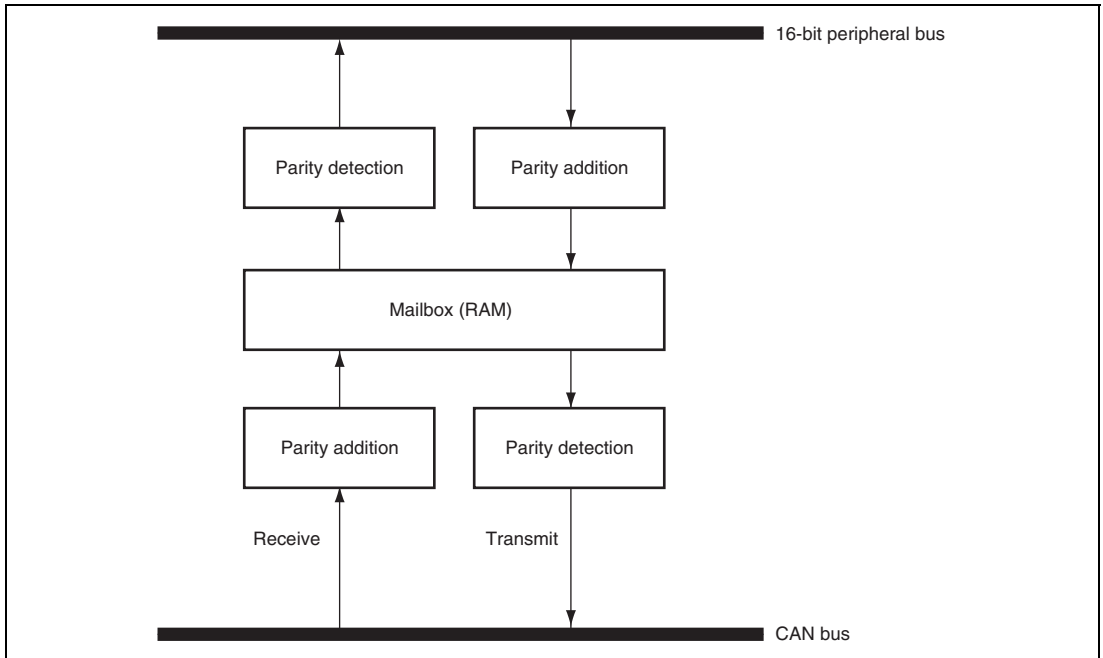 16-bit peripheral bus
Parity detection
Parity addition
Mailbox (RAM)
Parity addition
Parity detection
Receive
Transmit
CAN bus